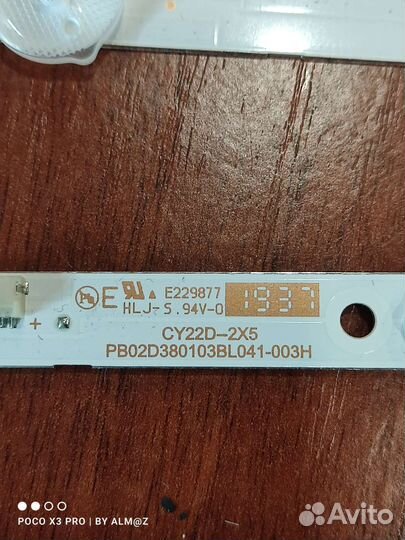 E E229877 1937
HLJ-5.94V-0
+
CY22D-2X5
PB02D380103BL041-003H
POCO X3 PRO | BY ALM@Z
Avito